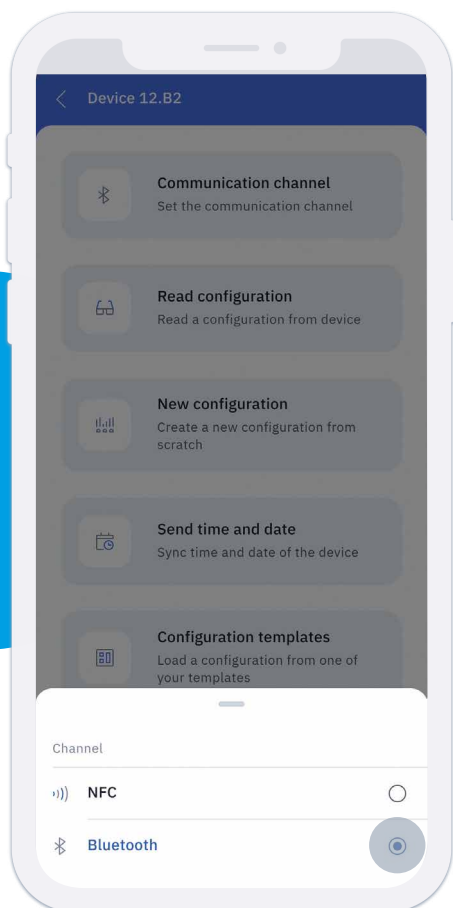 Device 12.B2
Communication channel
Set the communication channel
Read configuration
Read a configuration from device
New configuration
Create a new configuration from
scratch
Send time and date
Sync time and date of the device
Configuration templates
Load a configuration from one of
your templates
Channel
NFC
Bluetooth